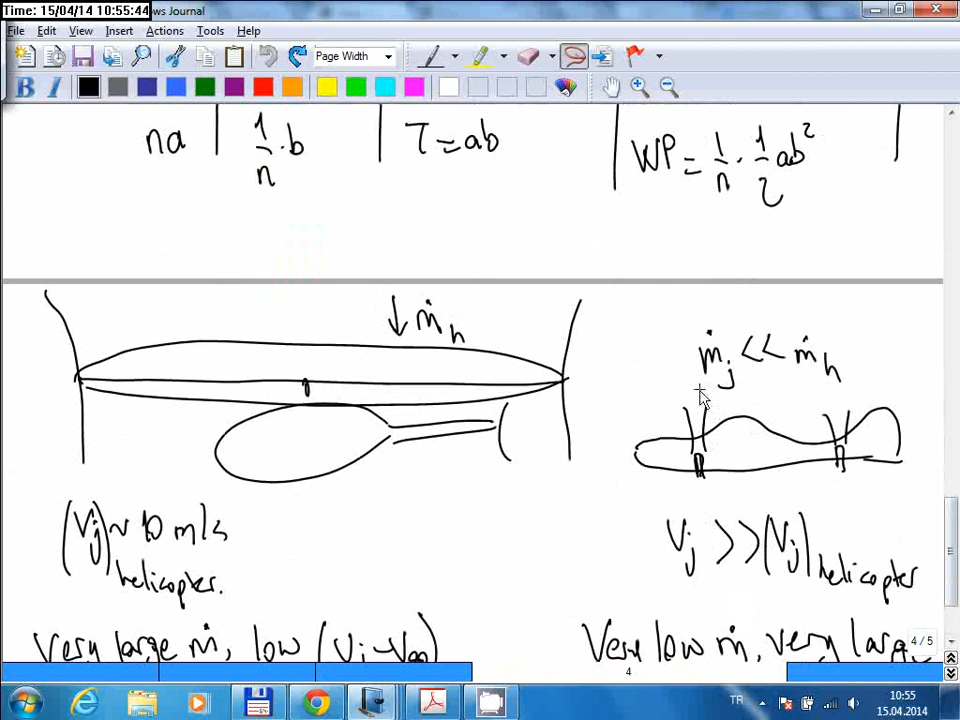 Time: 15/04/14 10:55:44
ows Journal
File Edit View Insert Actions Tools Help
Page Width
B I
na | 1/n · b | T = ab | WP = 1/n · 1/2 ab²
↓ ṁh
ṁj << ṁh
(Vj)helicopter ~ 10 m/s
Vj >> (Vj)helicopter
Very large ṁ, low (Vj - V∞)
Very low ṁ, very large
4
4 / 5
TR
10:55
15.04.2014